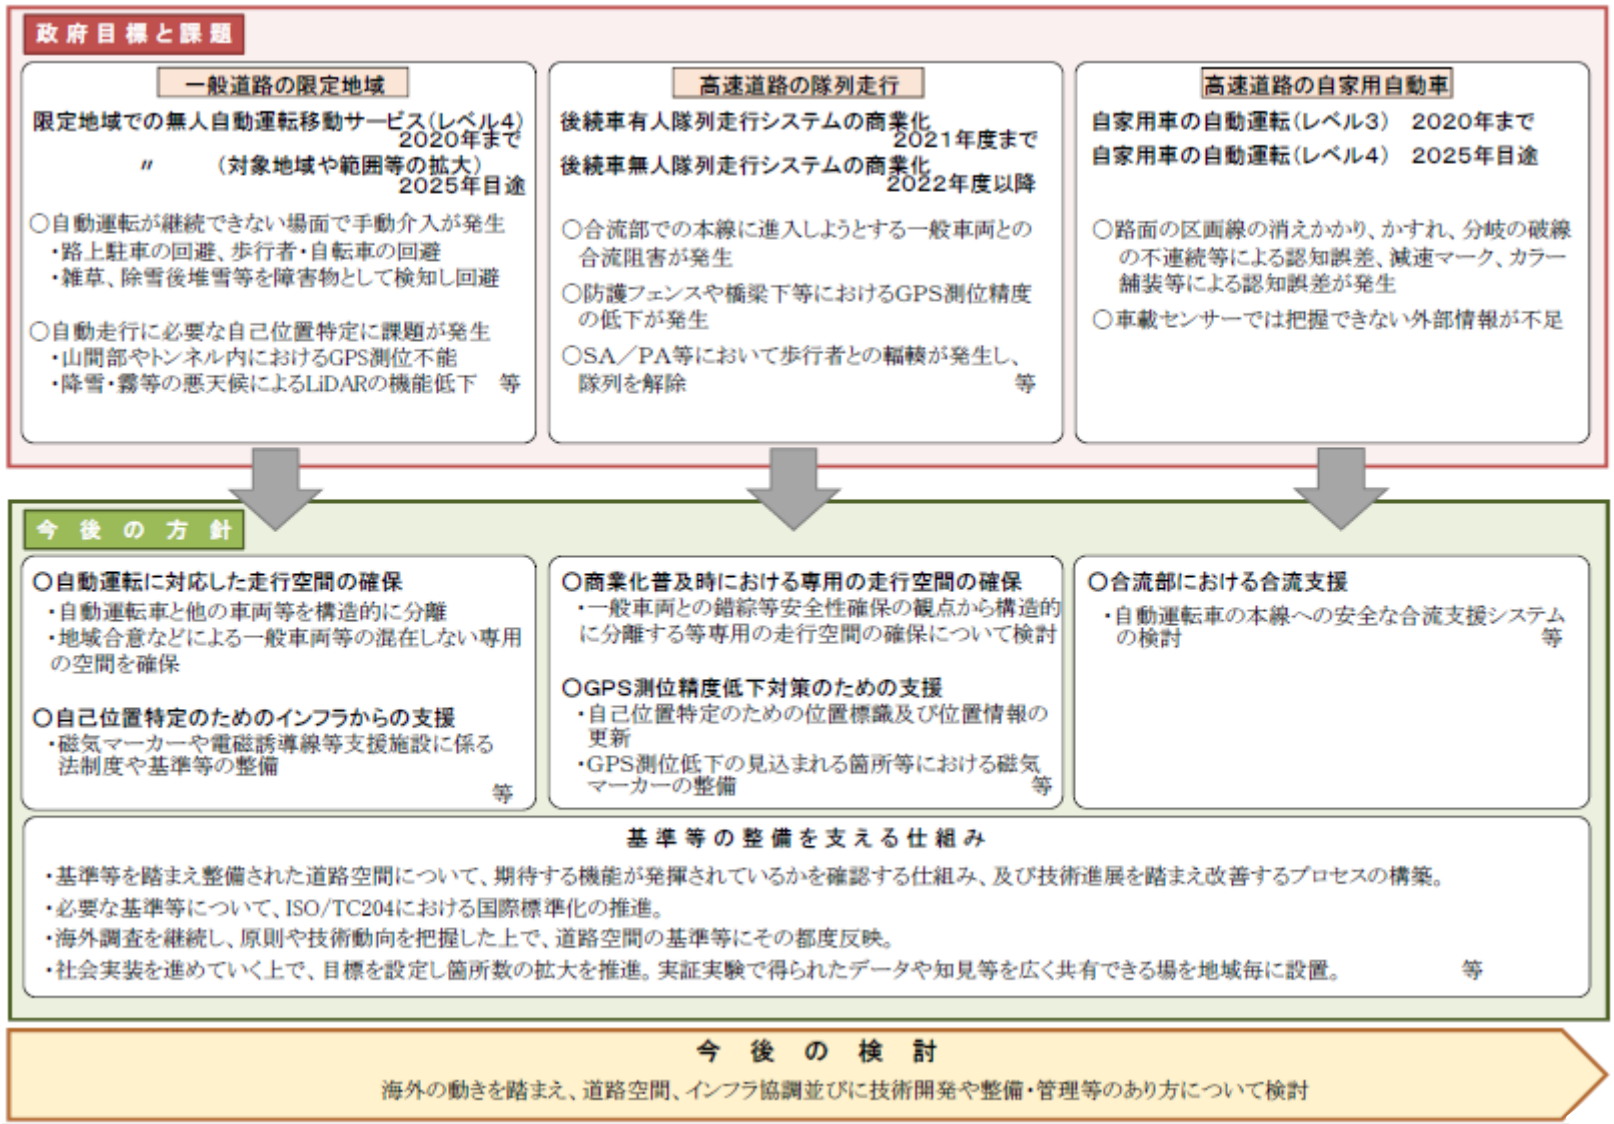 政府目標と課題
一般道路の限定地域
限定地域での無人自動運転移動サービス(レベル4)
2020年まで
〃 (対象地域や範囲等の拡大)
2025年目途
○自動運転が継続できない場面で手動介入が発生
・路上駐車の回避、歩行者・自転車の回避
・雑草、除雪後堆雪等を障害物として検知し回避
○自動走行に必要な自己位置特定に課題が発生
・山間部やトンネル内におけるGPS測位不能
・降雪・霧等の悪天候によるLiDARの機能低下 等
高速道路の隊列走行
後続車有人隊列走行システムの商業化
2021年度まで
後続車無人隊列走行システムの商業化
2022年度以降
○合流部での本線に進入しようとする一般車両との
合流阻害が発生
○防護フェンスや橋梁下等におけるGPS測位精度
の低下が発生
○SA/PA等において歩行者との輻輳が発生し、
隊列を解除 等
高速道路の自家用自動車
自家用車の自動運転(レベル3) 2020年まで
自家用車の自動運転(レベル4) 2025年目途
○路面の区画線の消えかかり、かすれ、分岐の破線
の不連続等による認知誤差、減速マーク、カラー
舗装等による認知誤差が発生
○車載センサーでは把握できない外部情報が不足
今後の方針
○自動運転に対応した走行空間の確保
・自動運転車と他の車両等を構造的に分離
・地域合意などによる一般車両等の混在しない専用
の空間を確保
○自己位置特定のためのインフラからの支援
・磁気マーカーや電磁誘導線等支援施設に係る
法制度や基準等の整備
等
○商業化普及時における専用の走行空間の確保
・一般車両との錯綜等安全性確保の観点から構造的
に分離する等専用の走行空間の確保について検討
○GPS測位精度低下対策のための支援
・自己位置特定のための位置標識及び位置情報の
更新
・GPS測位低下の見込まれる箇所等における磁気
マーカーの整備 等
○合流部における合流支援
・自動運転車の本線への安全な合流支援システム
の検討 等
基準等の整備を支える仕組み
・基準等を踏まえ整備された道路空間について、期待する機能が発揮されているかを確認する仕組み、及び技術進展を踏まえ改善するプロセスの構築。
・必要な基準等について、ISO/TC204における国際標準化の推進。
・海外調査を継続し、原則や技術動向を把握した上で、道路空間の基準等にその都度反映。
・社会実装を進めていく上で、目標を設定し箇所数の拡大を推進。実証実験で得られたデータや知見等を広く共有できる場を地域毎に設置。 等
今後の検討
海外の動きを踏まえ、道路空間、インフラ協調並びに技術開発や整備・管理等のあり方について検討